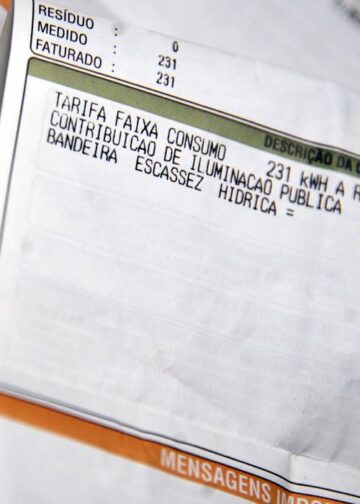 RESÍDUO : 0
MEDIDO : 231
FATURADO : 231
DESCRIÇÃO DA
TARIFA FAIXA CONSUMO 231 kWH A R
CONTRIBUICAO DE ILUMINACAO PUBLICA
BANDEIRA ESCASSEZ HIDRICA =
MENSAGENS